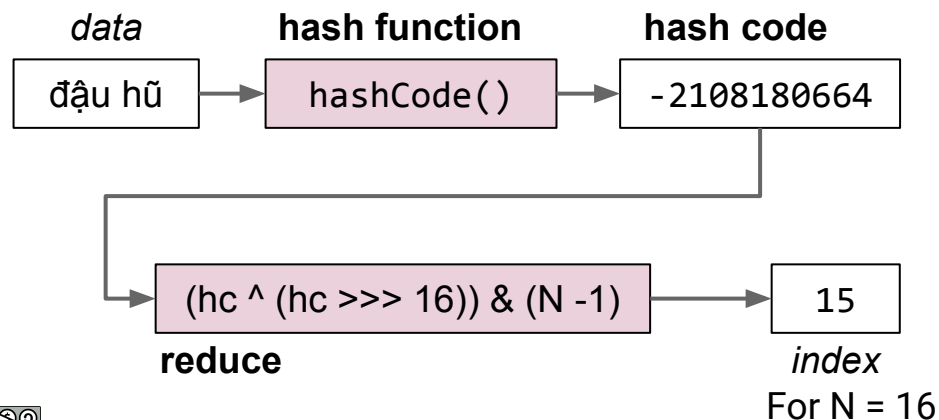 data
hash function
hash code
đậu hũ
hashCode()
-2108180664
(hc ^ (hc >>> 16)) & (N -1)
15
reduce
index
For N = 16